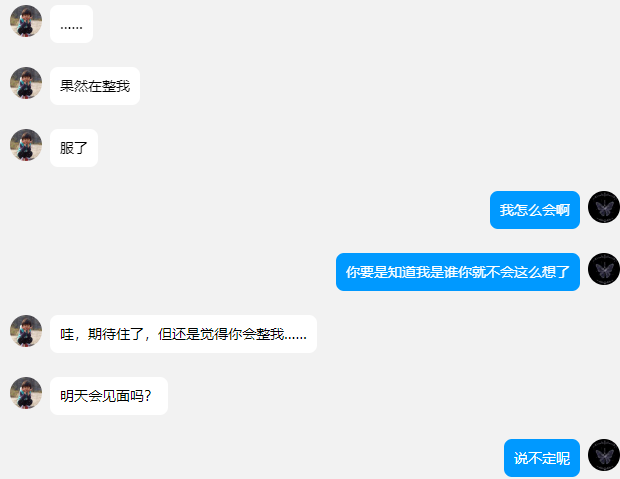 ……
果然在整我
服了
我怎么会啊
你要是知道我是谁你就不会这么想了
哇，期待住了，但还是觉得你会整我……
明天会见面吗？
说不定呢